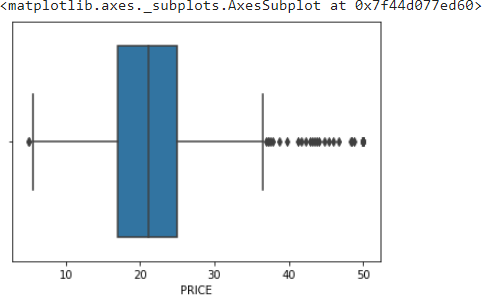 <matplotlib.axes._subplots.AxesSubplot at 0x7f44d077ed60>
10 20 30 40 50
PRICE